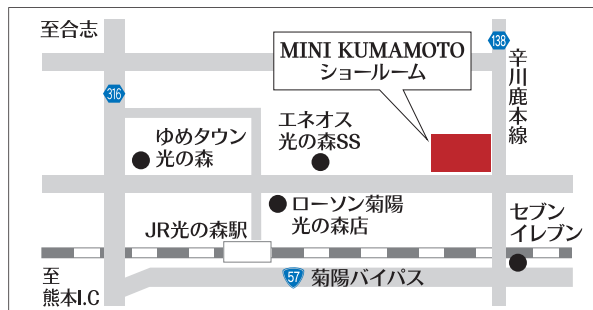 至合志
138
MINI KUMAMOTO
ショールーム
辛川鹿本線
316
エネオス
光の森SS
ゆめタウン
光の森
ローソン菊陽
光の森店
セブン
イレブン
JR光の森駅
至
熊本I.C
57
菊陽バイパス